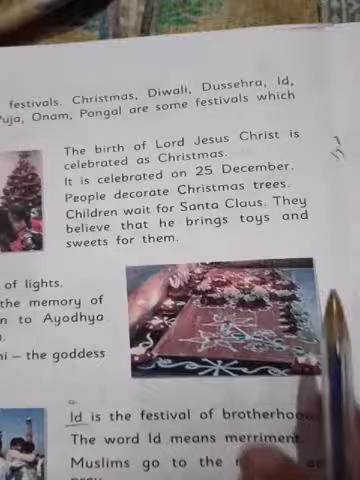 festivals. Christmas, Diwali, Dussehra, Id,
Puja, Onam, Pongal are some festivals which
The birth of Lord Jesus Christ is
celebrated as Christmas.
It is celebrated on 25 December.
People decorate Christmas trees.
Children wait for Santa Claus. They
believe that he brings toys and
sweets for them.
of lights.
the memory of
n to Ayodhya
– the goddess
Id is the festival of brotherhoo
The word Id means merriment.
Muslims go to the